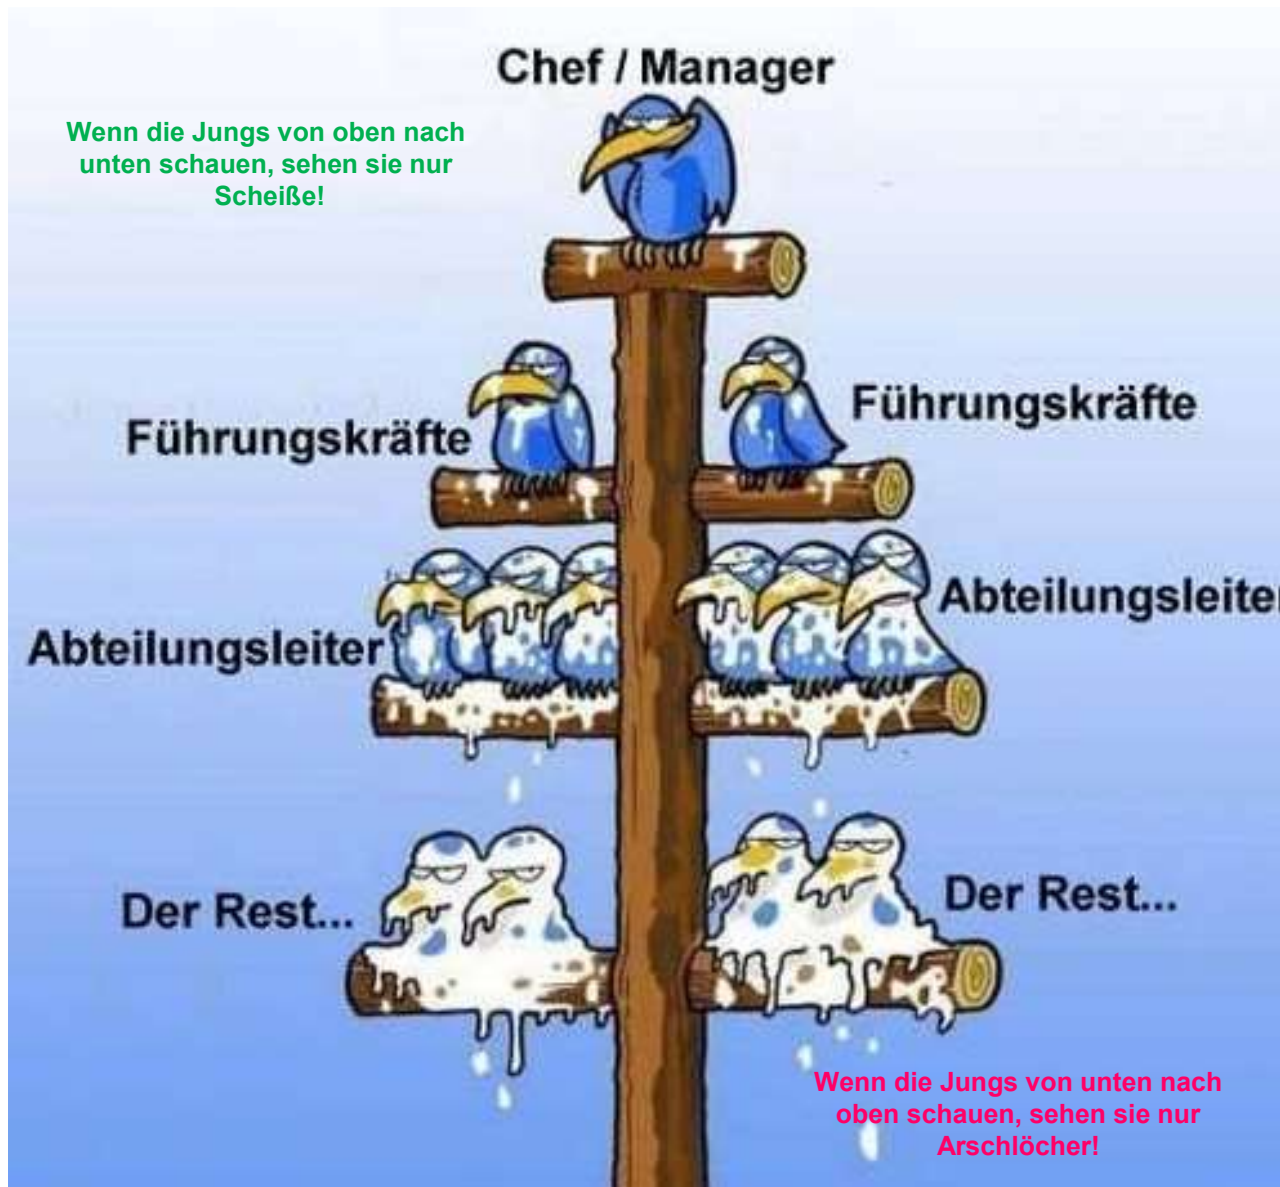 Chef / Manager
Wenn die Jungs von oben nach
unten schauen, sehen sie nur
Scheiße!
Führungskräfte
Führungskräfte
Abteilungsleiter
Abteilungsleiter
Der Rest...
Der Rest...
Wenn die Jungs von unten nach
oben schauen, sehen sie nur
Arschlöcher!